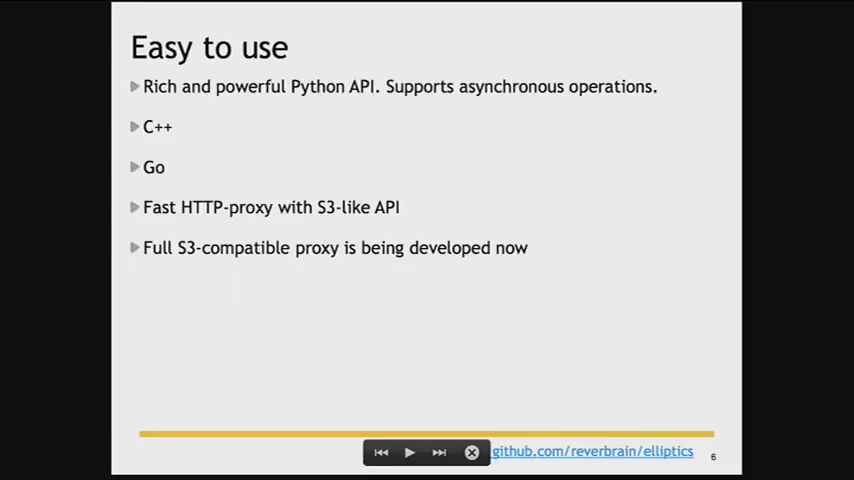 Easy to use
Rich and powerful Python API. Supports asynchronous operations.
C++
Go
Fast HTTP-proxy with S3-like API
Full S3-compatible proxy is being developed now
github.com/reverbrain/elliptics
6